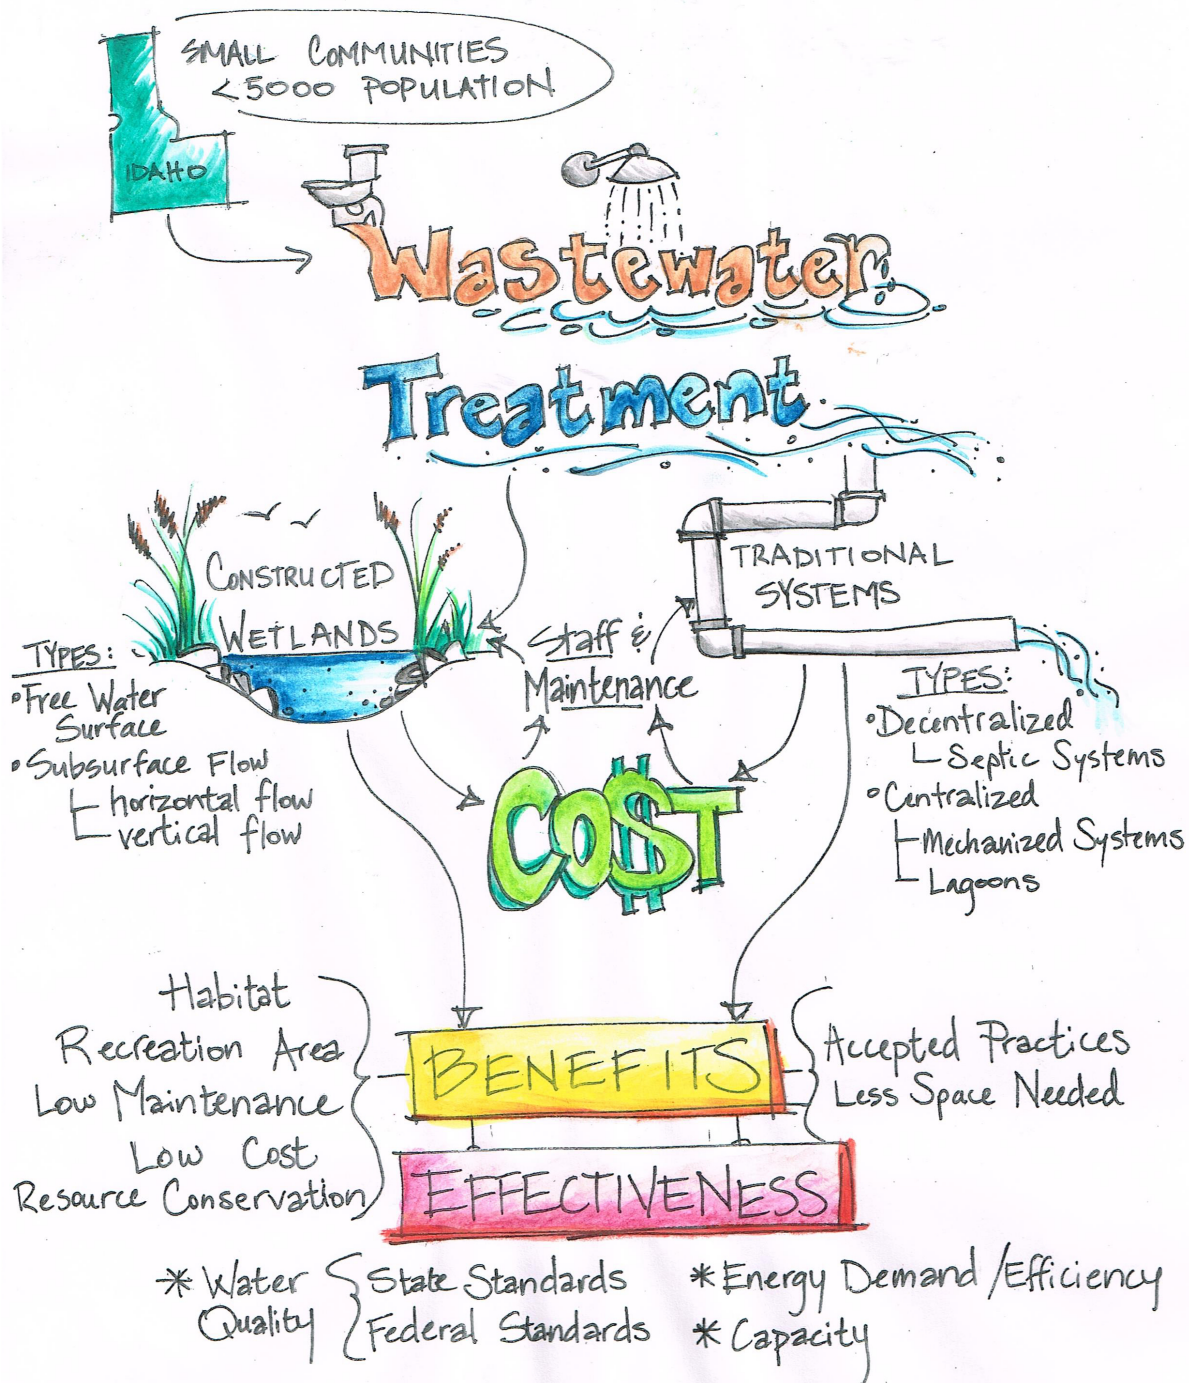 SMALL COMMUNITIES
<5000 POPULATION
IDAHO
Wastewater
Treatment
CONSTRUCTED
WETLANDS
TRADITIONAL
SYSTEMS
Staff &
Maintenance
TYPES:
• Free Water
Surface
• Subsurface Flow
horizontal flow
vertical flow
TYPES:
• Decentralized
Septic Systems
• Centralized
Mechanized Systems
Lagoons
CO$T
Habitat
Recreation Area
Low Maintenance
Low Cost
Resource Conservation
BENEFITS
Accepted Practices
Less Space Needed
EFFECTIVENESS
* Water
Quality
State Standards
Federal Standards
* Energy Demand/Efficiency
* Capacity